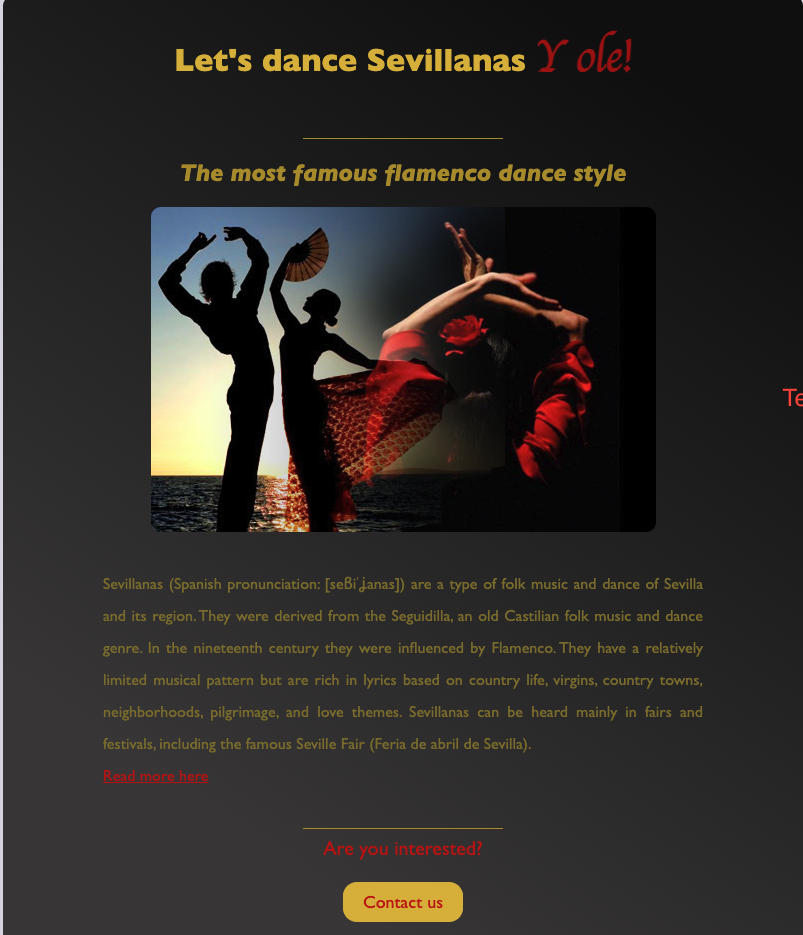 Let's dance Sevillanas Y ole!
The most famous flamenco dance style
Te
Sevillanas (Spanish pronunciation: [seβiˈʝanas]) are a type of folk music and dance of Sevilla
and its region. They were derived from the Seguidilla, an old Castilian folk music and dance
genre. In the nineteenth century they were influenced by Flamenco. They have a relatively
limited musical pattern but are rich in lyrics based on country life, virgins, country towns,
neighborhoods, pilgrimage, and love themes. Sevillanas can be heard mainly in fairs and
festivals, including the famous Seville Fair (Feria de abril de Sevilla).
Read more here
Are you interested?
Contact us